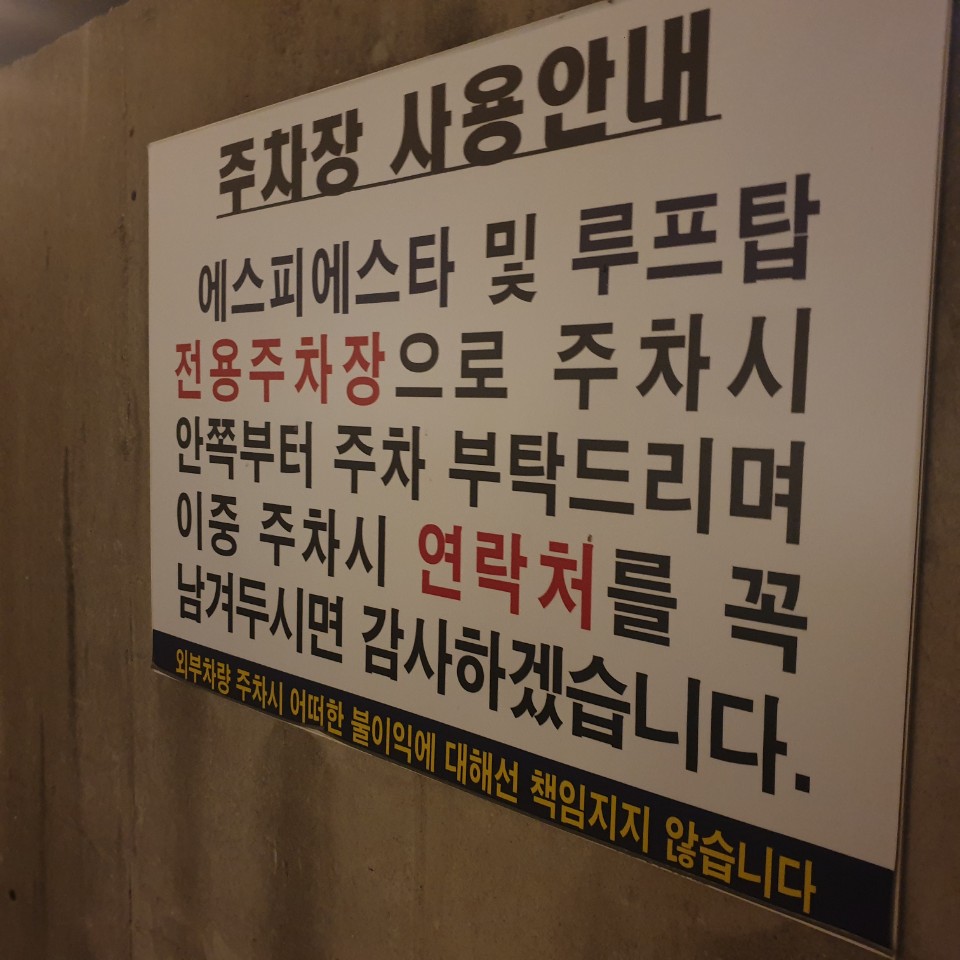 주차장 사용안내
에스피에스타 및 루프탑
전용주차장으로 주차시
안쪽부터 주차 부탁드리며
이중 주차시 연락처를 꼭
남겨두시면 감사하겠습니다.
외부차량 주차시 어떠한 불이익에 대해선 책임지지 않습니다